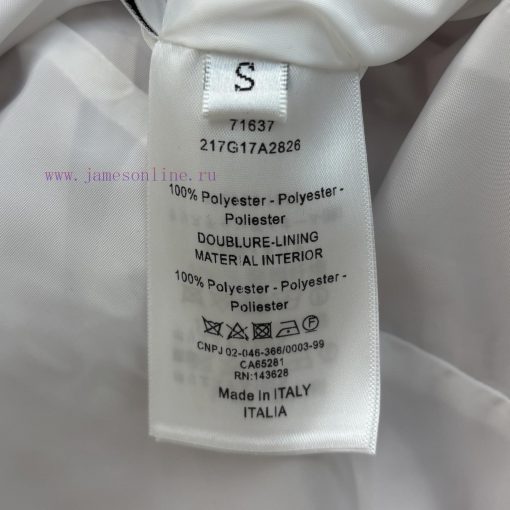 S
71637
217G17A2826
www.jamesonline.ru
100% Polyester - Polyester -
Poliester
DOUBLURE-LINING
MATERIAL INTERIOR
100% Polyester - Polyester -
Poliester
CNPJ 02-046-366/0003-99
CA65281
RN:143628
Made in ITALY
ITALIA